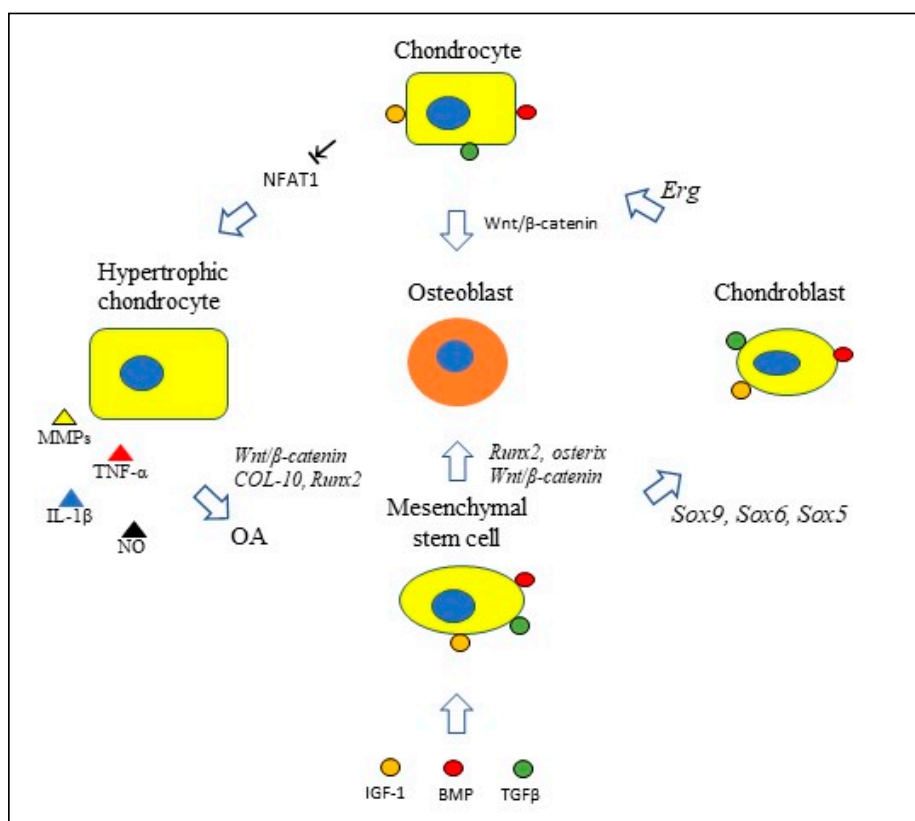 Chondrocyte
NFAT1
Erg
Wnt/β-catenin
Hypertrophic
chondrocyte
Osteoblast
Chondroblast
MMPs
TNF-α
IL-1β
NO
Wnt/β-catenin
COL-10, Runx2
OA
Runx2, osterix
Wnt/β-catenin
Mesenchymal
stem cell
Sox9, Sox6, Sox5
IGF-1
BMP
TGFβ